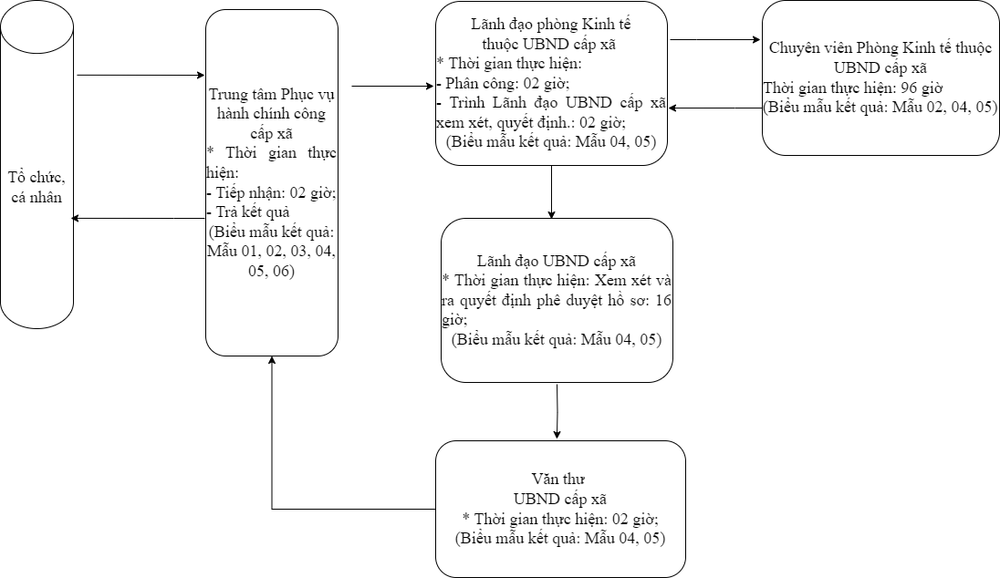 Tổ chức,
cá nhân
Trung tâm Phục vụ
hành chính công
cấp xã
* Thời gian thực
hiện:
- Tiếp nhận: 02 giờ;
- Trả kết quả
(Biểu mẫu kết quả:
Mẫu 01, 02, 03, 04,
05, 06)
Lãnh đạo phòng Kinh tế
thuộc UBND cấp xã
* Thời gian thực hiện:
- Phân công: 02 giờ;
- Trình Lãnh đạo UBND cấp xã
xem xét, quyết định.: 02 giờ;
(Biểu mẫu kết quả: Mẫu 04, 05)
Chuyên viên Phòng Kinh tế thuộc
UBND cấp xã
Thời gian thực hiện: 96 giờ
(Biểu mẫu kết quả: Mẫu 02, 04, 05)
Lãnh đạo UBND cấp xã
* Thời gian thực hiện: Xem xét và
ra quyết định phê duyệt hồ sơ: 16
giờ;
(Biểu mẫu kết quả: Mẫu 04, 05)
Văn thư
UBND cấp xã
* Thời gian thực hiện: 02 giờ;
(Biểu mẫu kết quả: Mẫu 04, 05)